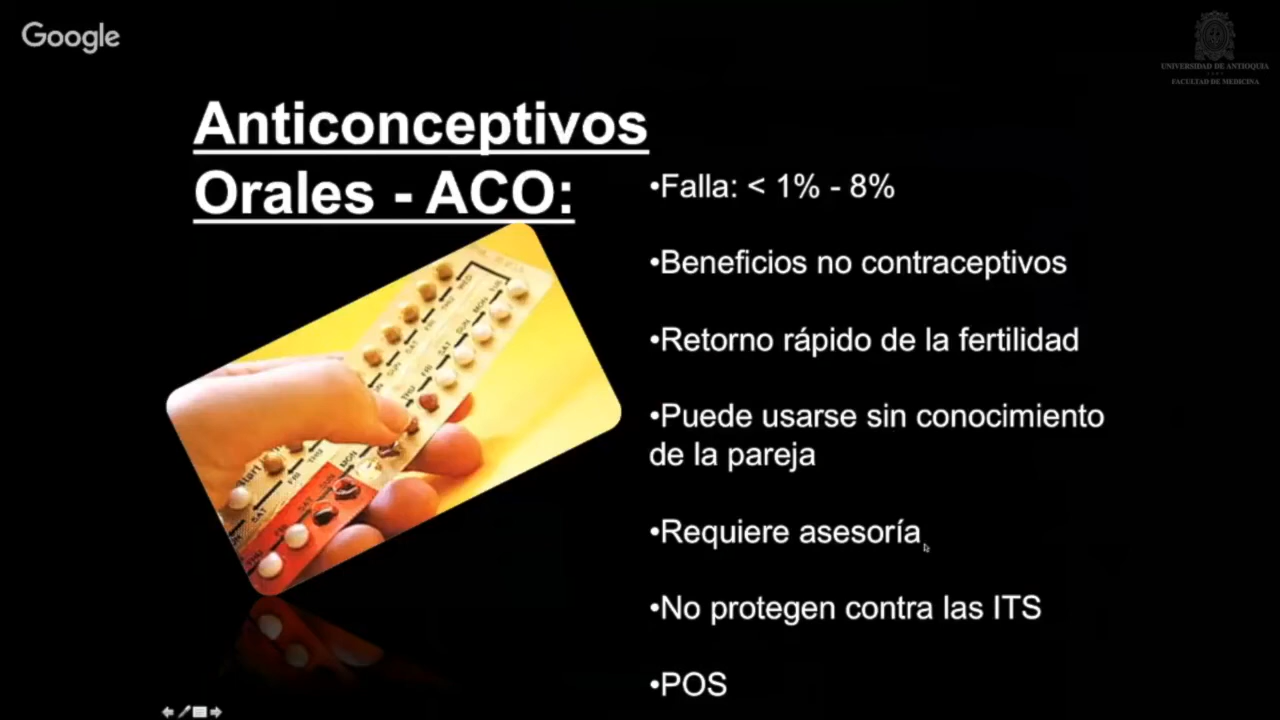 Google
UNIVERSIDAD DE ANTIOQUIA
FACULTAD DE MEDICINA
Anticonceptivos
Orales - ACO:
•Falla: < 1% - 8%
•Beneficios no contraceptivos
•Retorno rápido de la fertilidad
•Puede usarse sin conocimiento
de la pareja
•Requiere asesoría
•No protegen contra las ITS
•POS